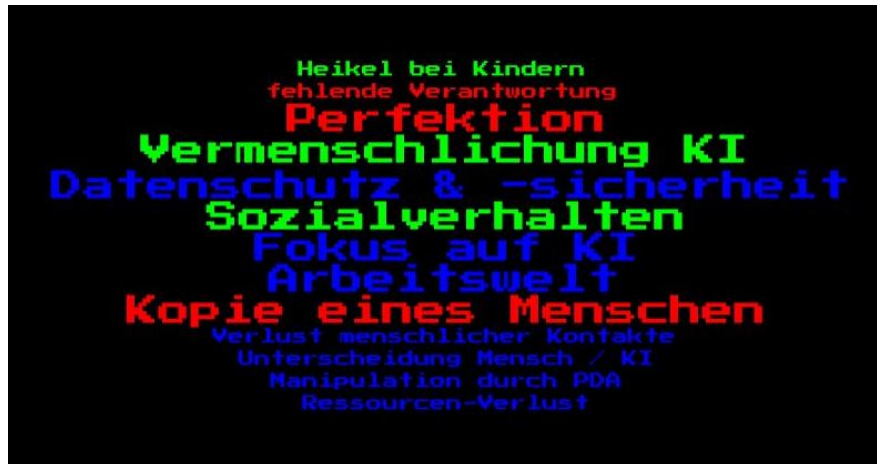 Heikel bei Kindern
fehlende Verantwortung
Perfektion
Vermenschlichung KI
Datenschutz & -sicherheit
Sozialverhalten
Fokus auf KI
Arbeitswelt
Kopie eines Menschen
Verlust menschlicher Kontakte
Unterscheidung Mensch / KI
Manipulation durch PDA
Ressourcen-Verlust